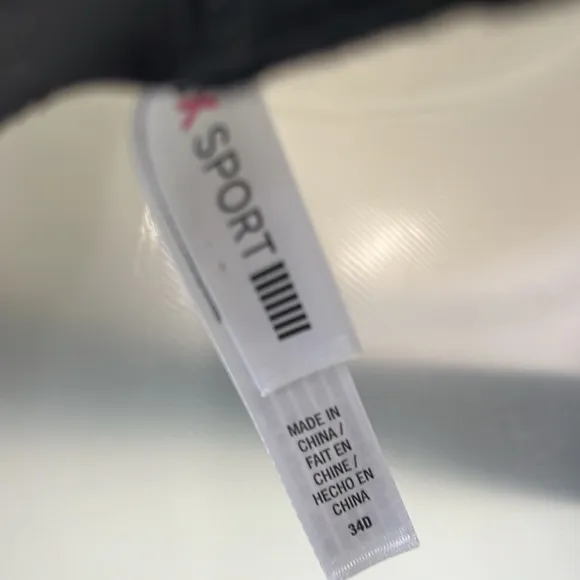 SPORT
MADE IN
CHINA /
FAIT EN
CHINE /
HECHO EN
CHINA
34D